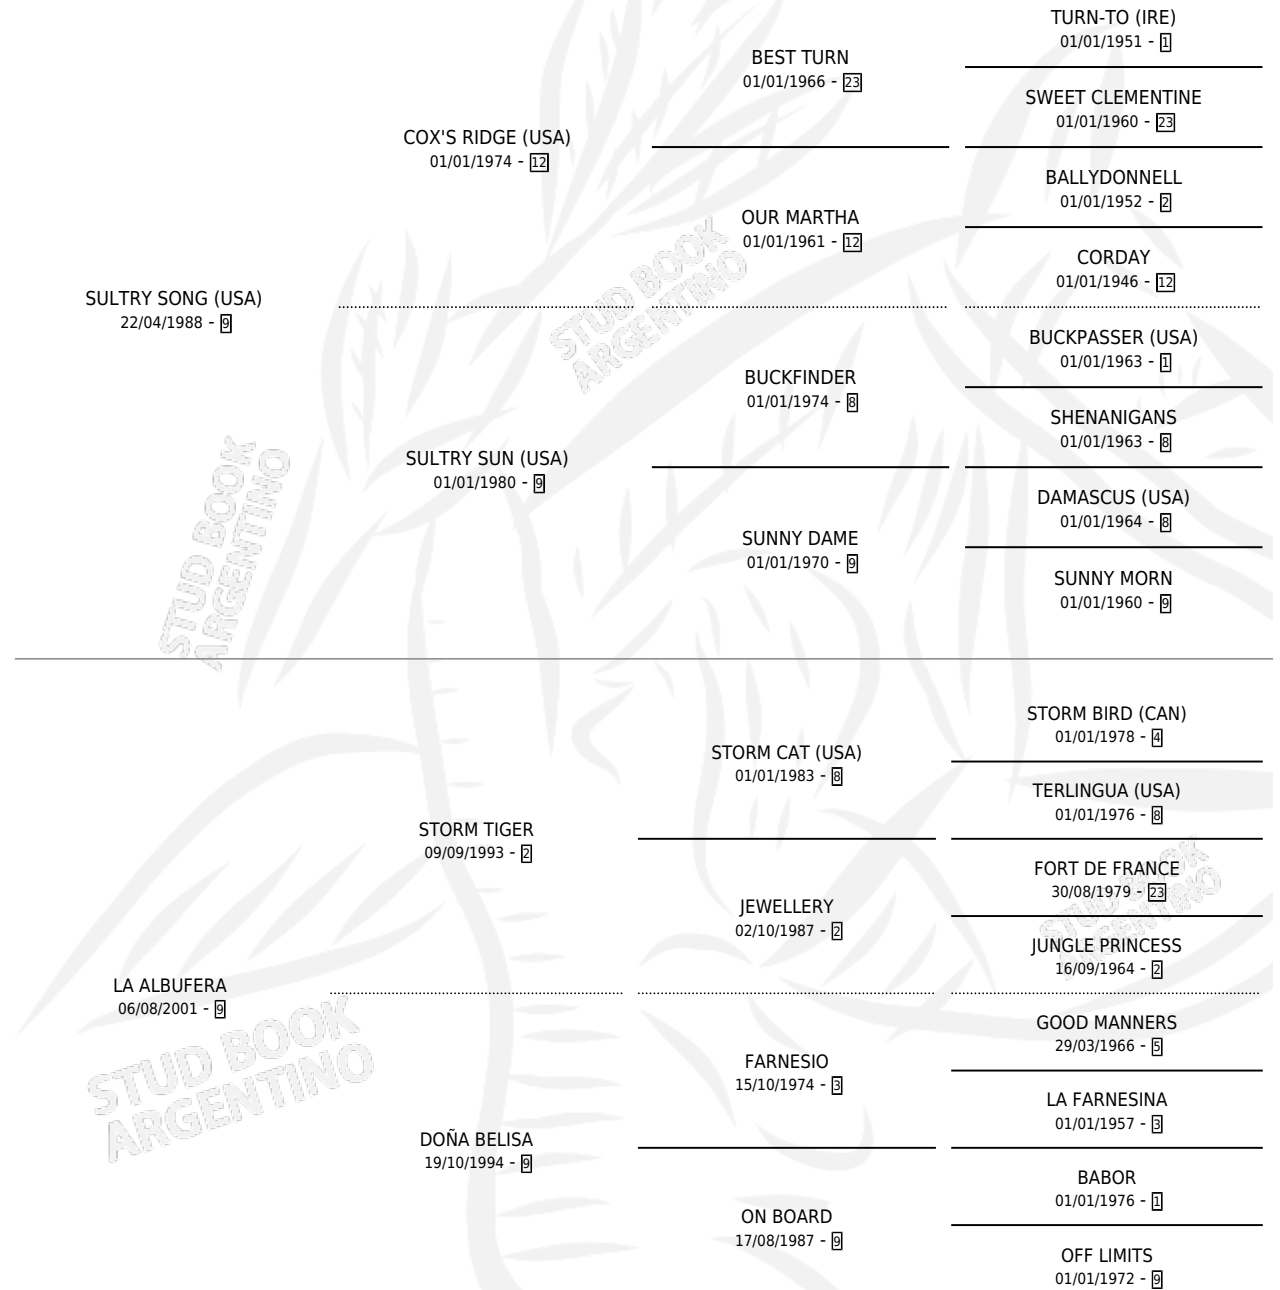 TURN-TO (IRE)
01/01/1951 - 1
BEST TURN
01/01/1966 - 23
SWEET CLEMENTINE
01/01/1960 - 23
COX'S RIDGE (USA)
01/01/1974 - 12
BALLYDONNELL
01/01/1952 - 2
OUR MARTHA
01/01/1961 - 12
CORDAY
01/01/1946 - 12
SULTRY SONG (USA)
22/04/1988 - 9
BUCKPASSER (USA)
01/01/1963 - 1
BUCKFINDER
01/01/1974 - 8
SHENANIGANS
01/01/1963 - 8
SULTRY SUN (USA)
01/01/1980 - 9
DAMASCUS (USA)
01/01/1964 - 8
SUNNY DAME
01/01/1970 - 9
SUNNY MORN
01/01/1960 - 9
STORM BIRD (CAN)
01/01/1978 - 4
STORM CAT (USA)
01/01/1983 - 8
TERLINGUA (USA)
01/01/1976 - 8
STORM TIGER
09/09/1993 - 2
FORT DE FRANCE
30/08/1979 - 23
JEWELLERY
02/10/1987 - 2
JUNGLE PRINCESS
16/09/1964 - 2
LA ALBUFERA
06/08/2001 - 9
GOOD MANNERS
29/03/1966 - 5
FARNESIO
15/10/1974 - 3
LA FARNESINA
01/01/1957 - 3
DOÑA BELISA
19/10/1994 - 9
BABOR
01/01/1976 - 1
ON BOARD
17/08/1987 - 9
OFF LIMITS
01/01/1972 - 9
STUD BOOK
ARGENTINO
STUD BOOK
ARGENTINO
STUD BOOK
ARGENTINO
STUD BOOK
ARGENTINO